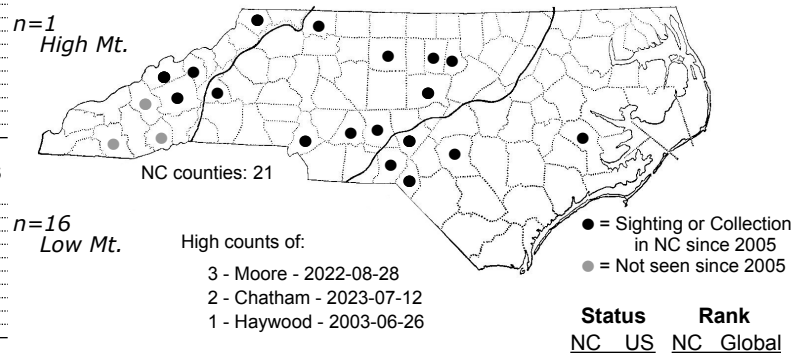 n=1
High Mt.
NC counties: 21
n=16
Low Mt.
High counts of:
3 - Moore - 2022-08-28
2 - Chatham - 2023-07-12
1 - Haywood - 2003-06-26
= Sighting or Collection
in NC since 2005
= Not seen since 2005
Status Rank
NC US NC Global